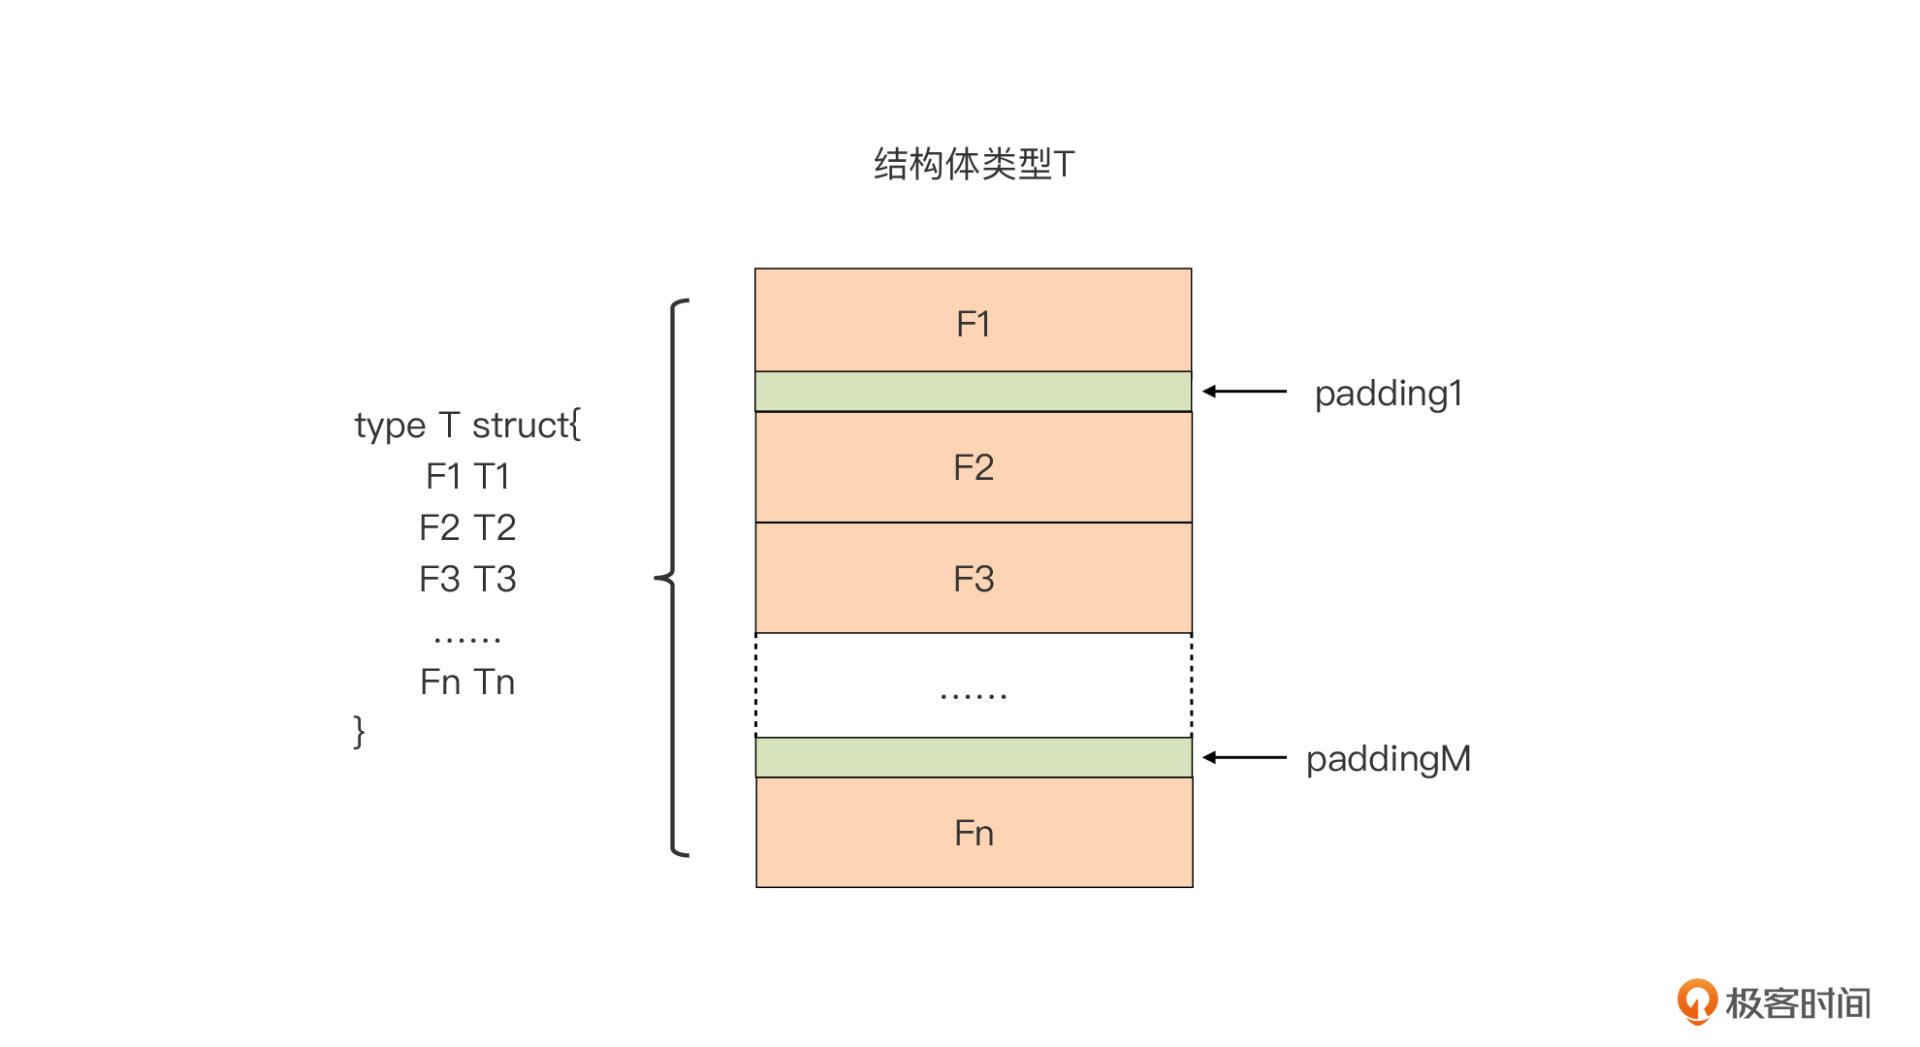 结构体类型T
type T struct{
F1 T1
F2 T2
F3 T3
......
Fn Tn
}
F1
padding1
F2
F3
......
paddingM
Fn
极客时间